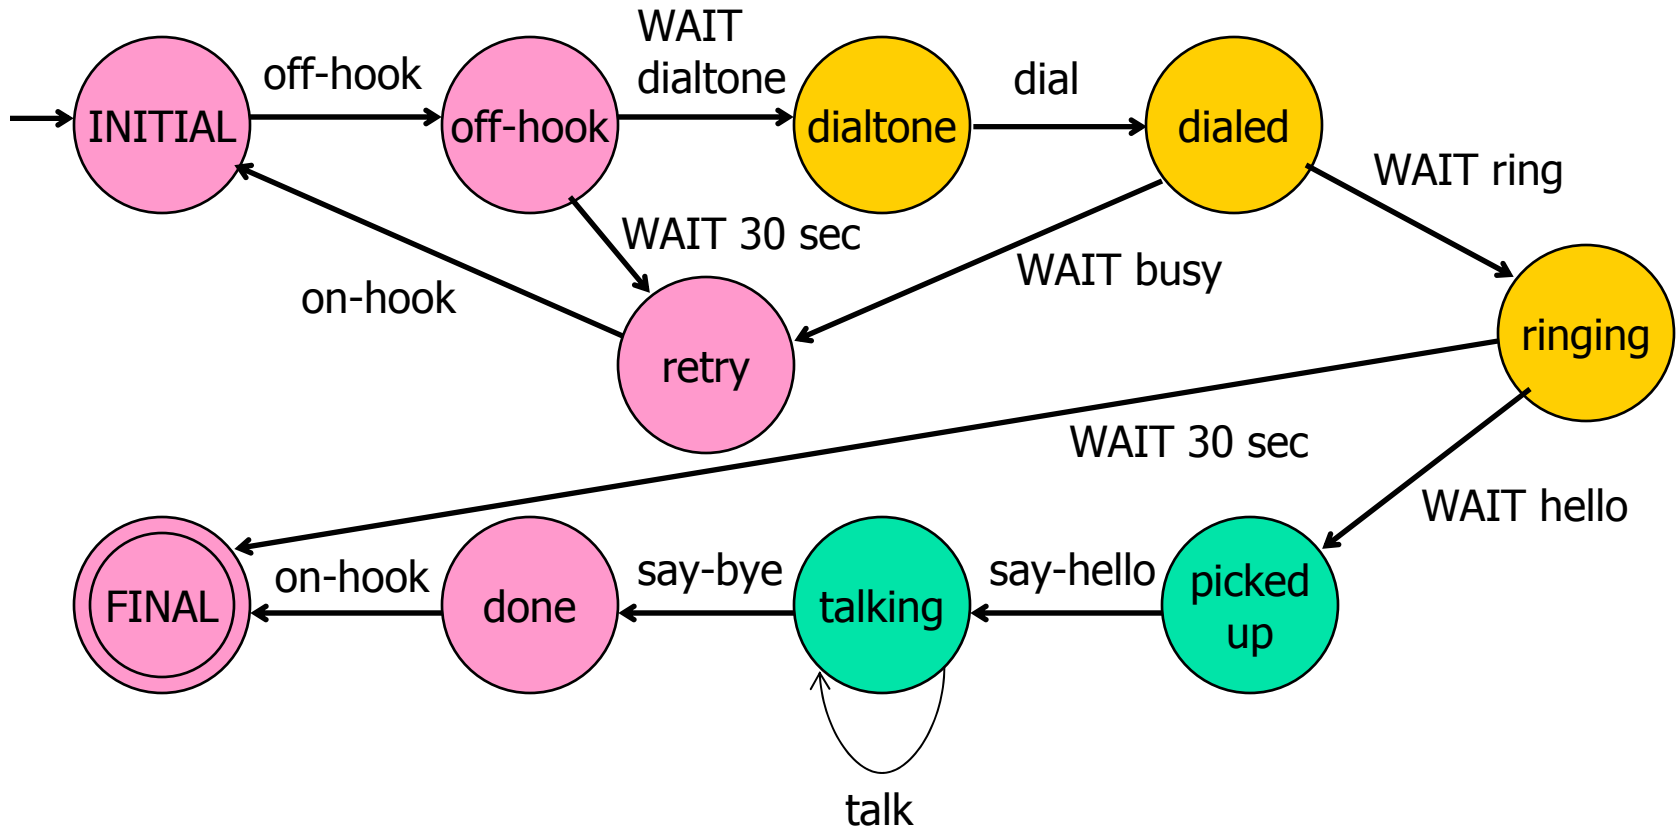 WAIT
dialtone
off-hook
dial
INITIAL
off-hook
dialtone
dialed
WAIT ring
WAIT 30 sec
WAIT busy
on-hook
ringing
retry
WAIT 30 sec
WAIT hello
FINAL
on-hook
done
say-bye
talking
say-hello
picked
up
talk